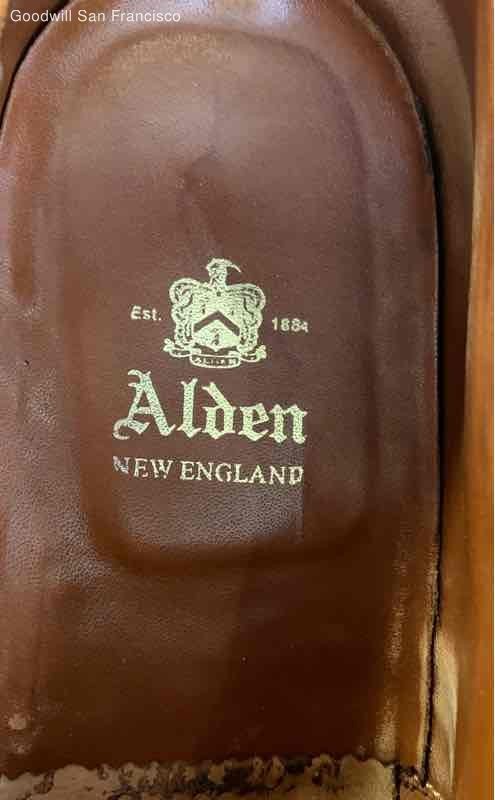 Goodwill San Francisco
Est. 1884
Alden
NEW ENGLAND